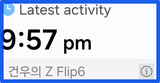 Latest activity
9:57 pm
건우의 Z Flip6